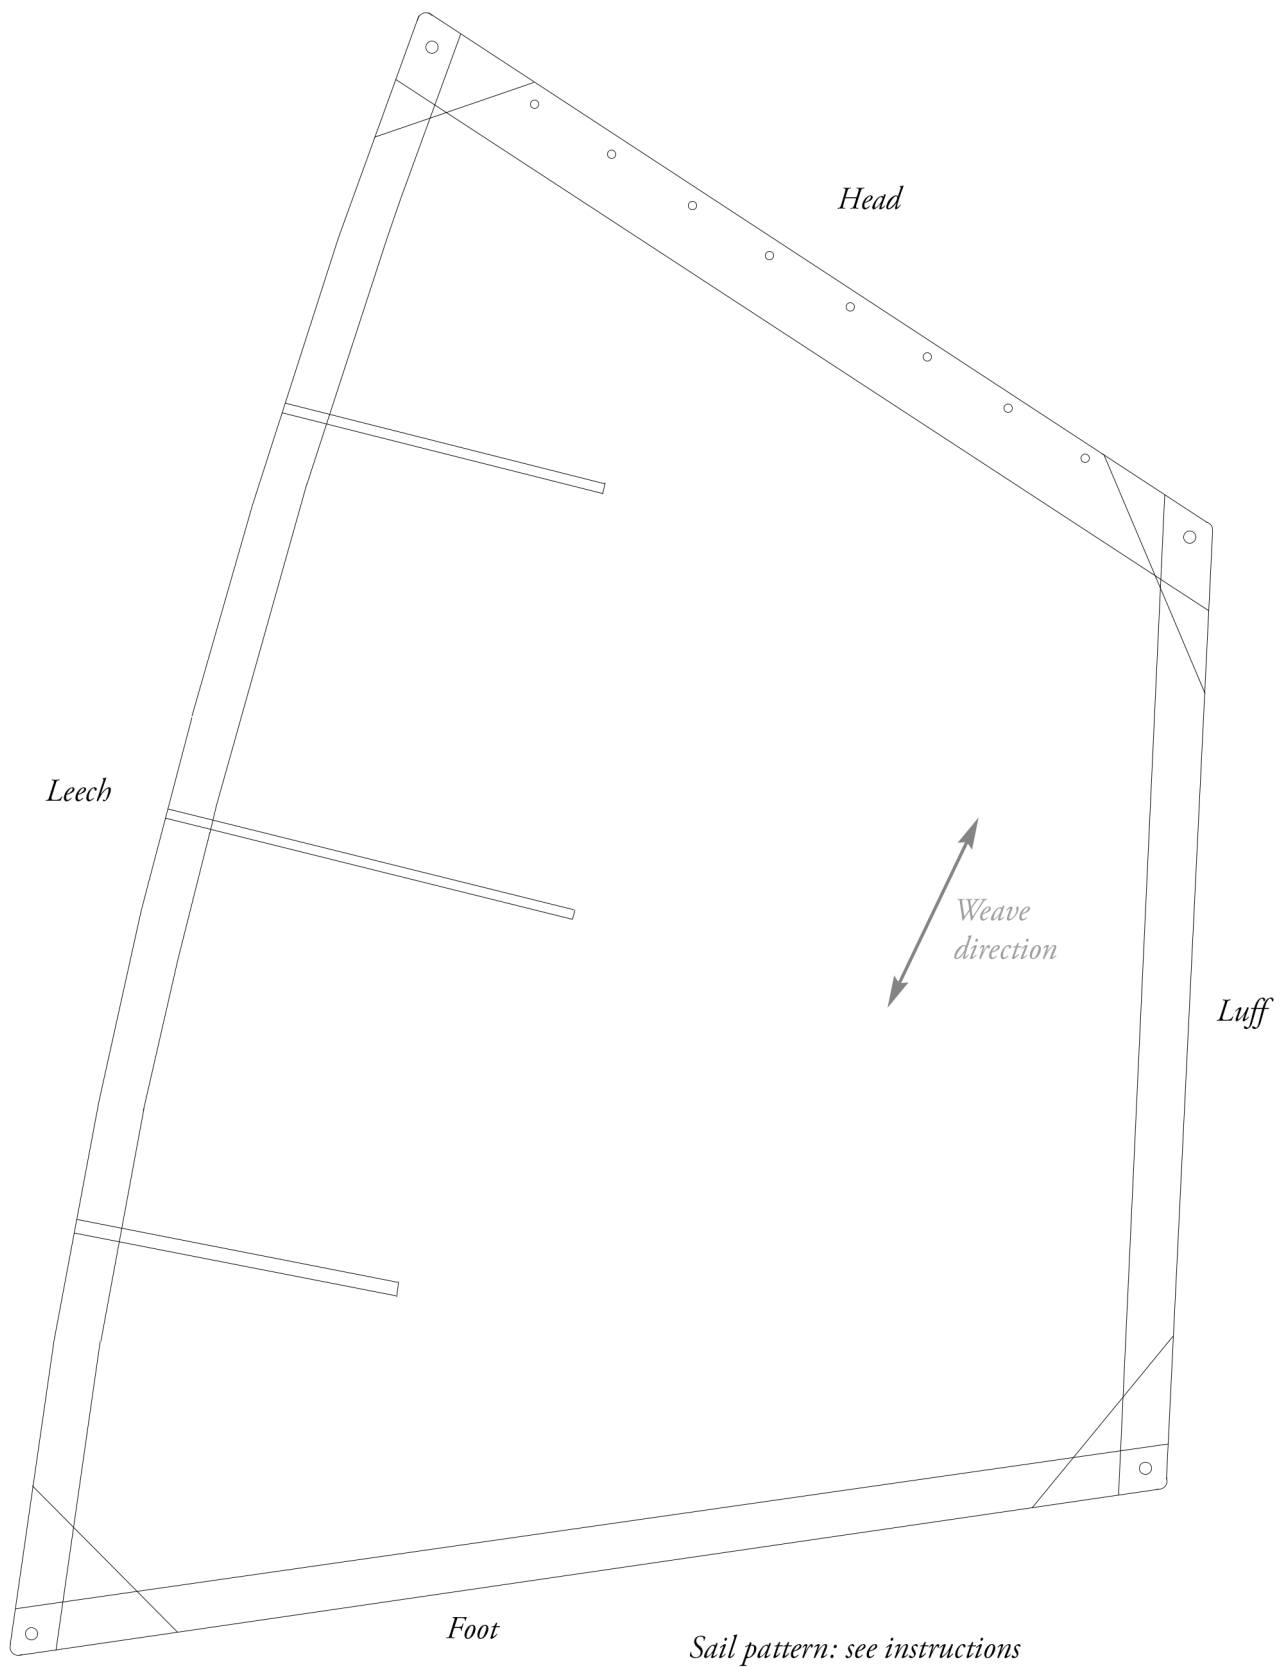 Head
Leech
Weave
direction
Luff
Foot
Sail pattern: see instructions